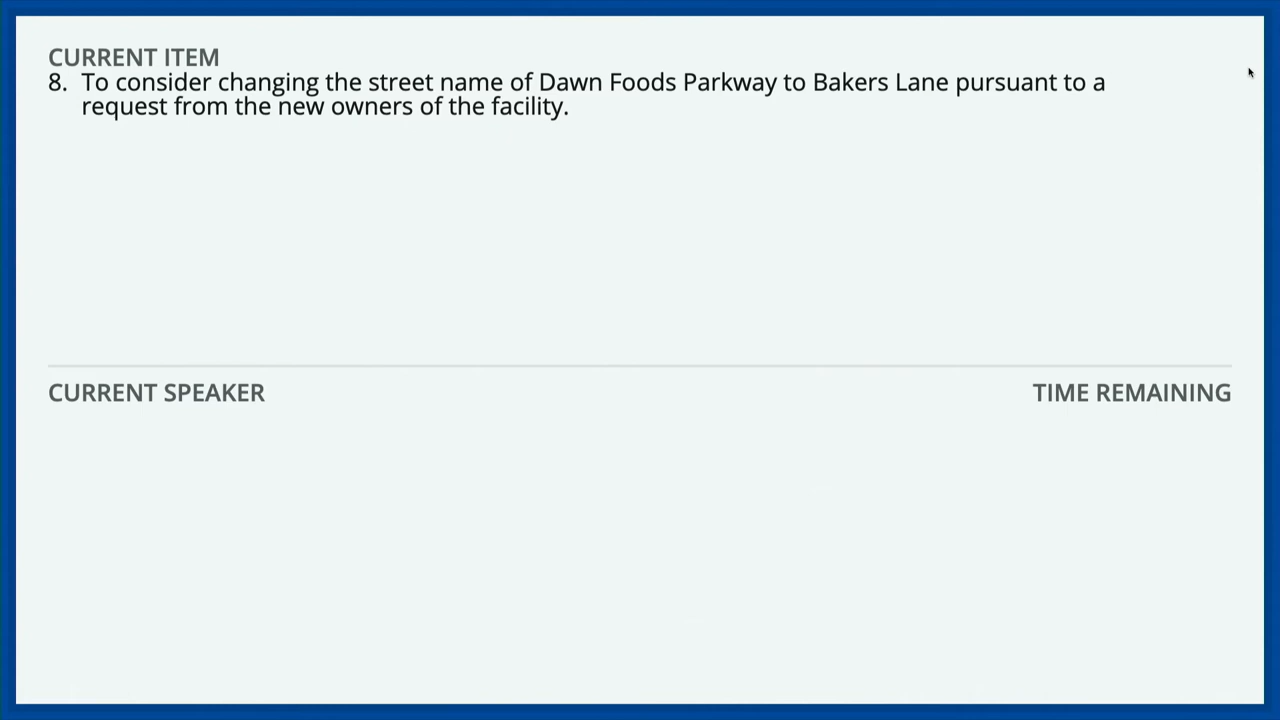 CURRENT ITEM
8. To consider changing the street name of Dawn Foods Parkway to Bakers Lane pursuant to a
request from the new owners of the facility.
CURRENT SPEAKER
TIME REMAINING